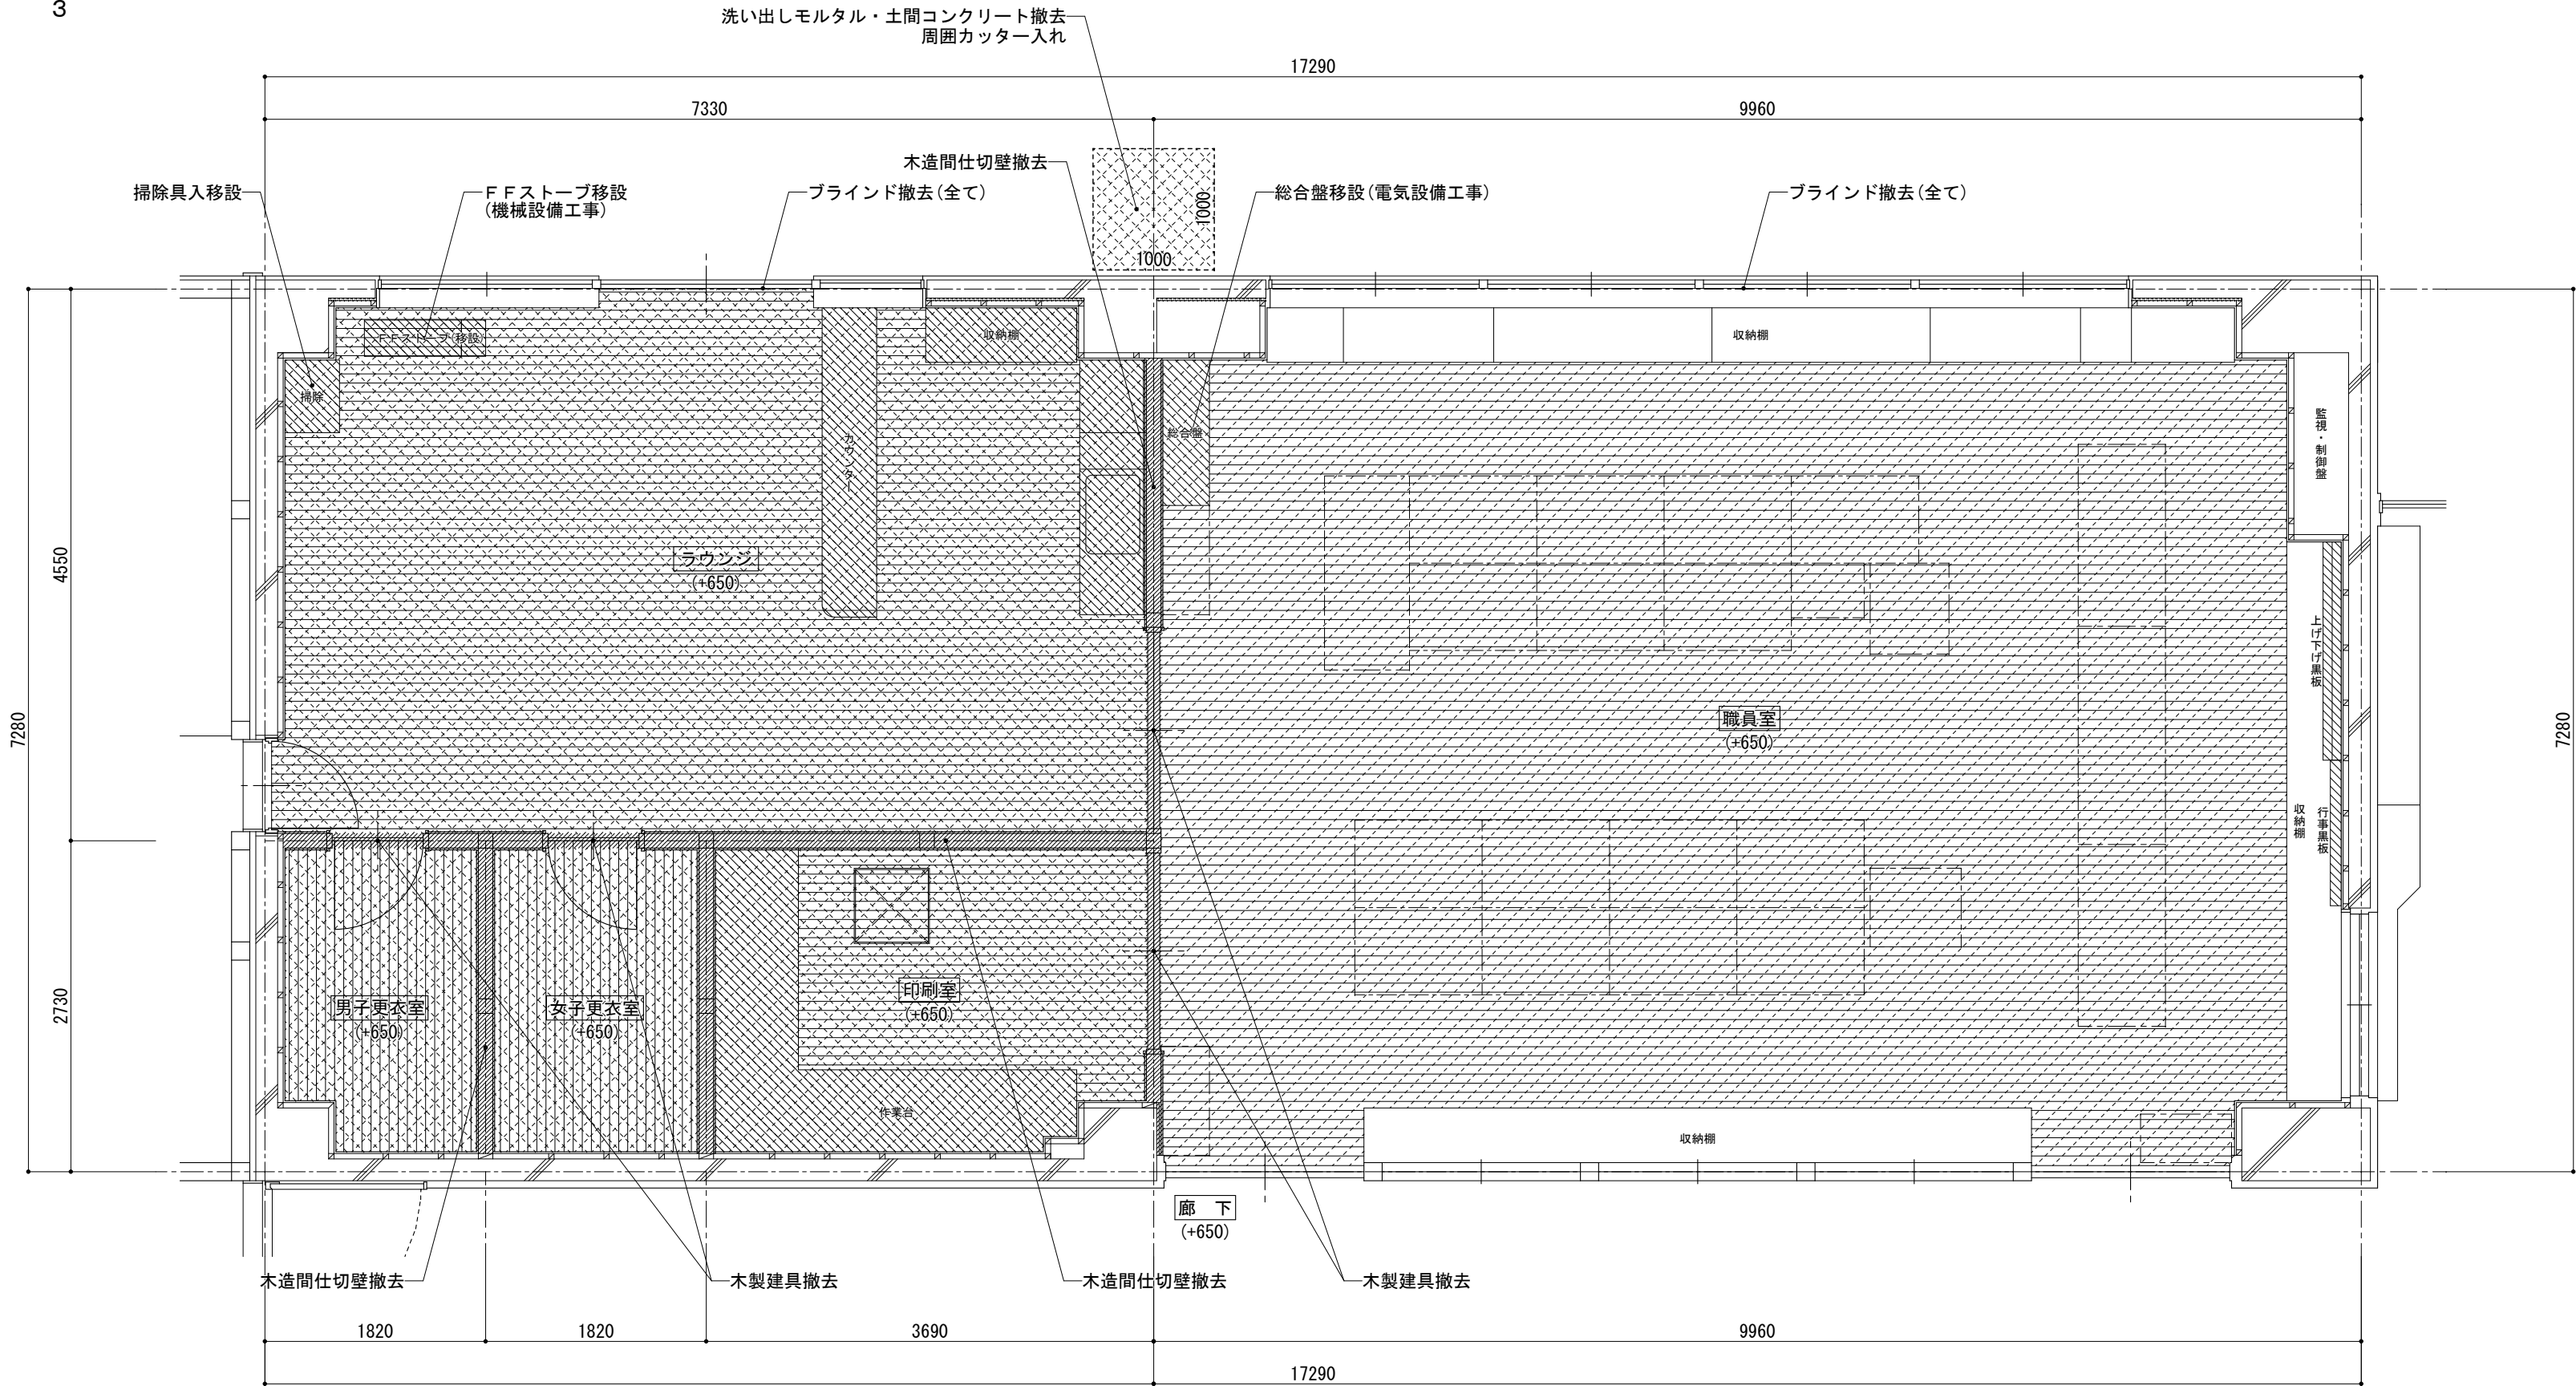 3
洗い出しモルタル・土間コンクリート撤去
周囲カッター入れ
17290
7330
9960
木造間仕切壁撤去
掃除具入移設
ＦＦストーブ移設
(機械設備工事)
ブラインド撤去(全て)
1000
総合盤移設(電気設備工事)
ブラインド撤去(全て)
1000
ＦＦストーブ(移設)
収納棚
収納棚
掃除
カウンター
総合盤
監視・制御盤
4550
ラウンジ
(+650)
上げ下げ黒板
7280
職員室
(+650)
7280
収納棚
行事黒板
2730
男子更衣室
(+650)
女子更衣室
(+650)
印刷室
(+650)
作業台
収納棚
廊　下
(+650)
木造間仕切壁撤去
木製建具撤去
木造間仕切壁撤去
木製建具撤去
1820
1820
3690
9960
17290